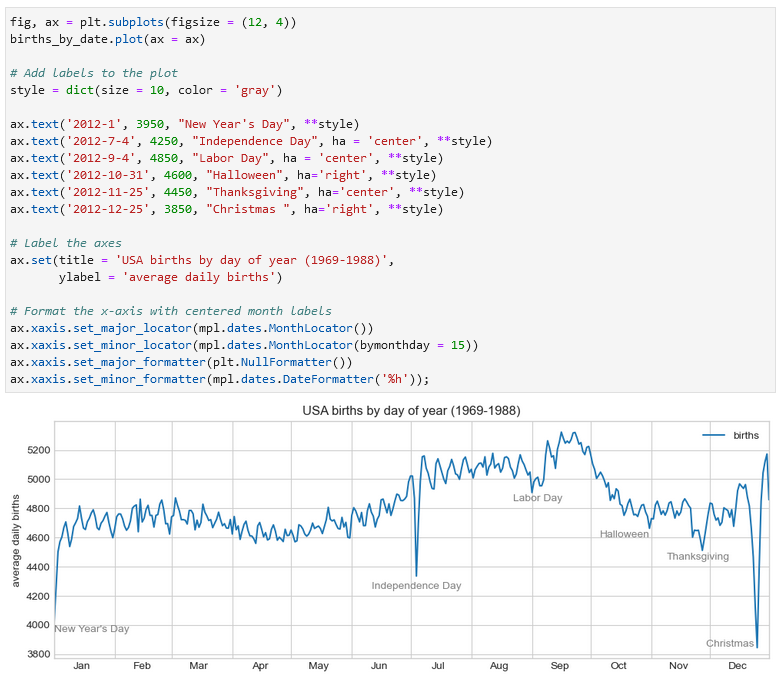 fig, ax = plt.subplots(figsize = (12, 4))
births_by_date.plot(ax = ax)
# Add labels to the plot
style = dict(size = 10, color = 'gray')
ax.text('2012-1', 3950, "New Year's Day", **style)
ax.text('2012-7-4', 4250, "Independence Day", ha = 'center', **style)
ax.text('2012-9-4', 4850, "Labor Day", ha = 'center', **style)
ax.text('2012-10-31', 4600, "Halloween", ha='right', **style)
ax.text('2012-11-25', 4450, "Thanksgiving", ha='center', **style)
ax.text('2012-12-25', 3850, "Christmas ", ha='right', **style)
# Label the axes
ax.set(title = 'USA births by day of year (1969-1988)',
       ylabel = 'average daily births')
# Format the x-axis with centered month labels
ax.xaxis.set_major_locator(mpl.dates.MonthLocator())
ax.xaxis.set_minor_locator(mpl.dates.MonthLocator(bymonthday = 15))
ax.xaxis.set_major_formatter(plt.NullFormatter())
ax.xaxis.set_minor_formatter(mpl.dates.DateFormatter('%h'));
USA births by day of year (1969-1988)
births
5200
5000
4800
4600
4400
4200
4000
3800
average daily births
Labor Day
Halloween
Thanksgiving
Independence Day
New Year's Day
Christmas
Jan Feb Mar Apr May Jun Jul Aug Sep Oct Nov Dec